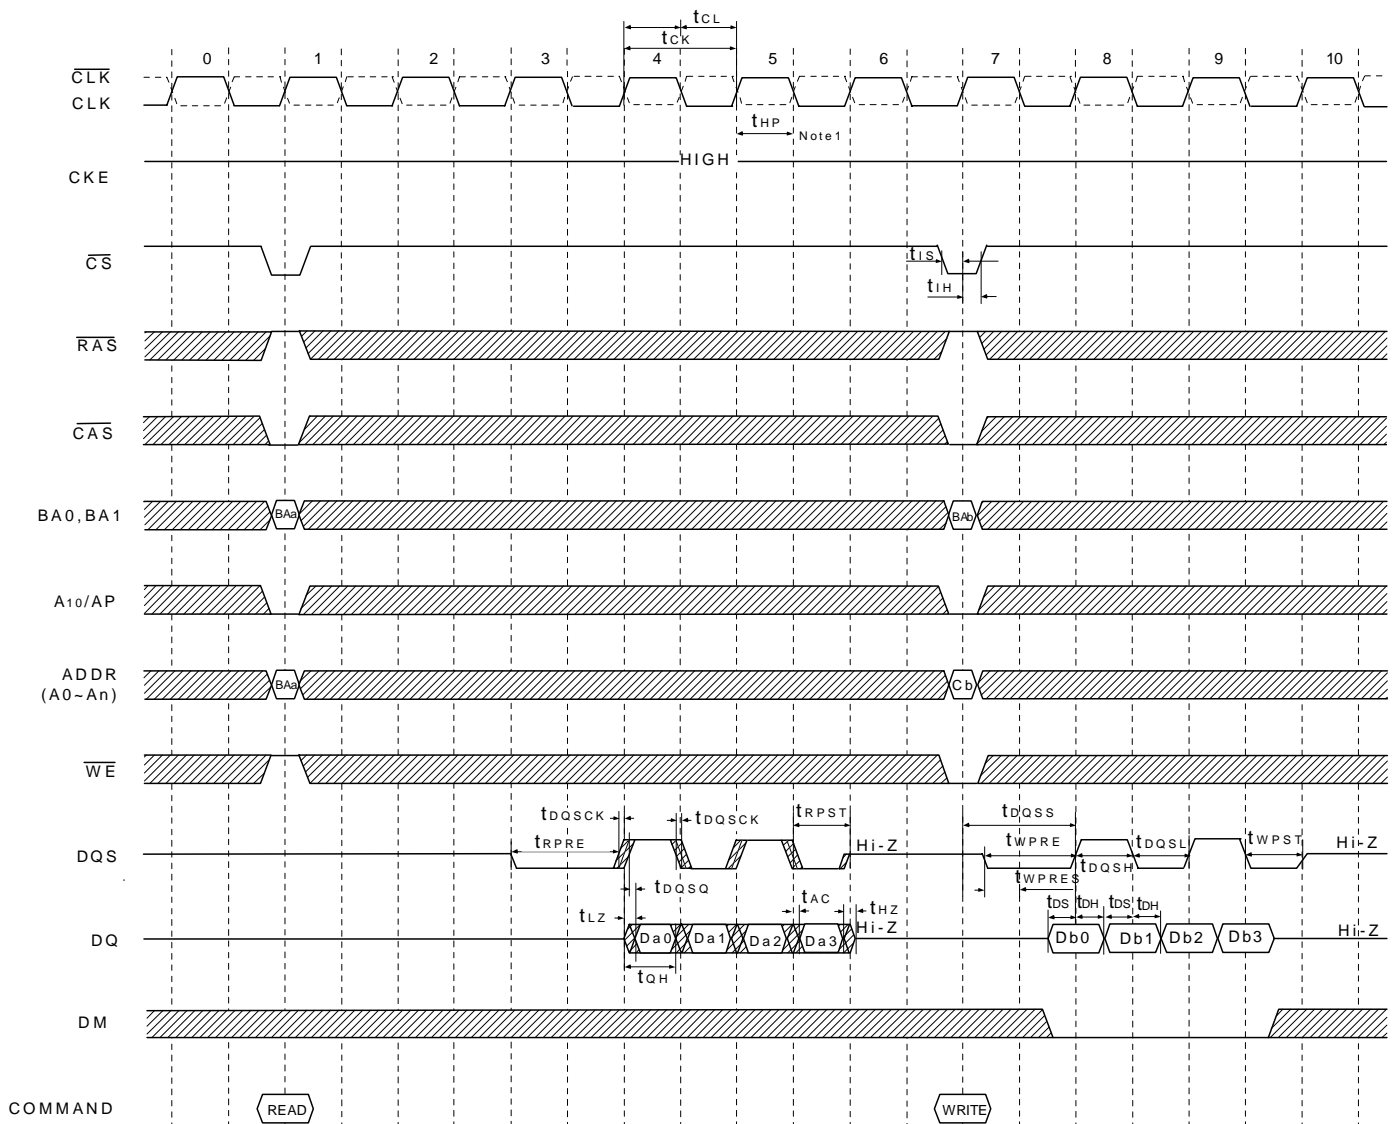 tCL
tCK
0 1 2 3 4 5 6 7 8 9 10
CLK
CLK
tHP Note1
HIGH
CKE
CS
tIS
tIH
RAS
CAS
BA0,BA1 BAa BAb
A10/AP
ADDR
(A0~An) BAa Cb
WE
tDQSCK tDQSCK tRPST tDQSS
tRPRE tWPRE tDQSL tWPST
DQS Hi-Z tDQSH Hi-Z
tDQSQ tWPRES
tLZ tAC tHZ tDS tDH tDS tDH
DQ Da0 Da1 Da2 Da3 Hi-Z Db0 Db1 Db2 Db3 Hi-Z
tQH
DM
COMMAND READ WRITE